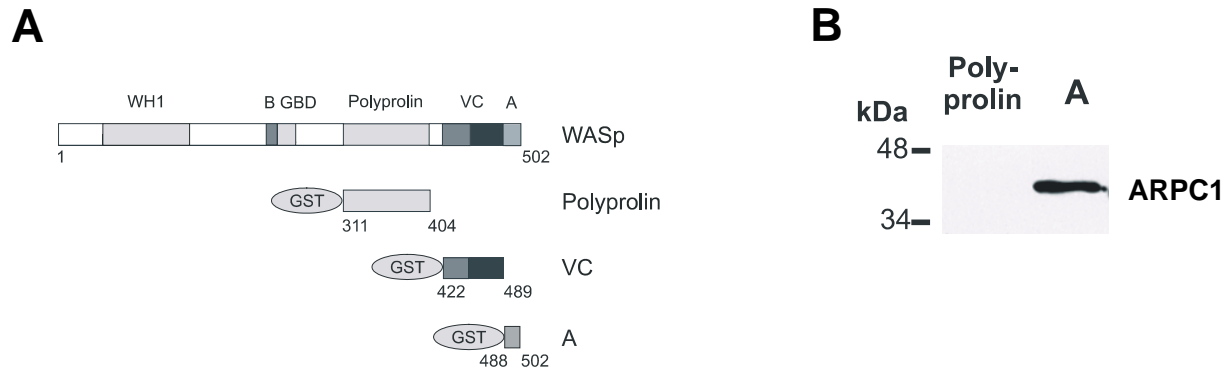 A
WH1 B GBD Polyprolin VC A
WASp
1 502
GST
Polyprolin
311 404
GST
VC
422 489
GST
A
488 502
B
Poly-
prolin
A
kDa
48
ARPC1
34